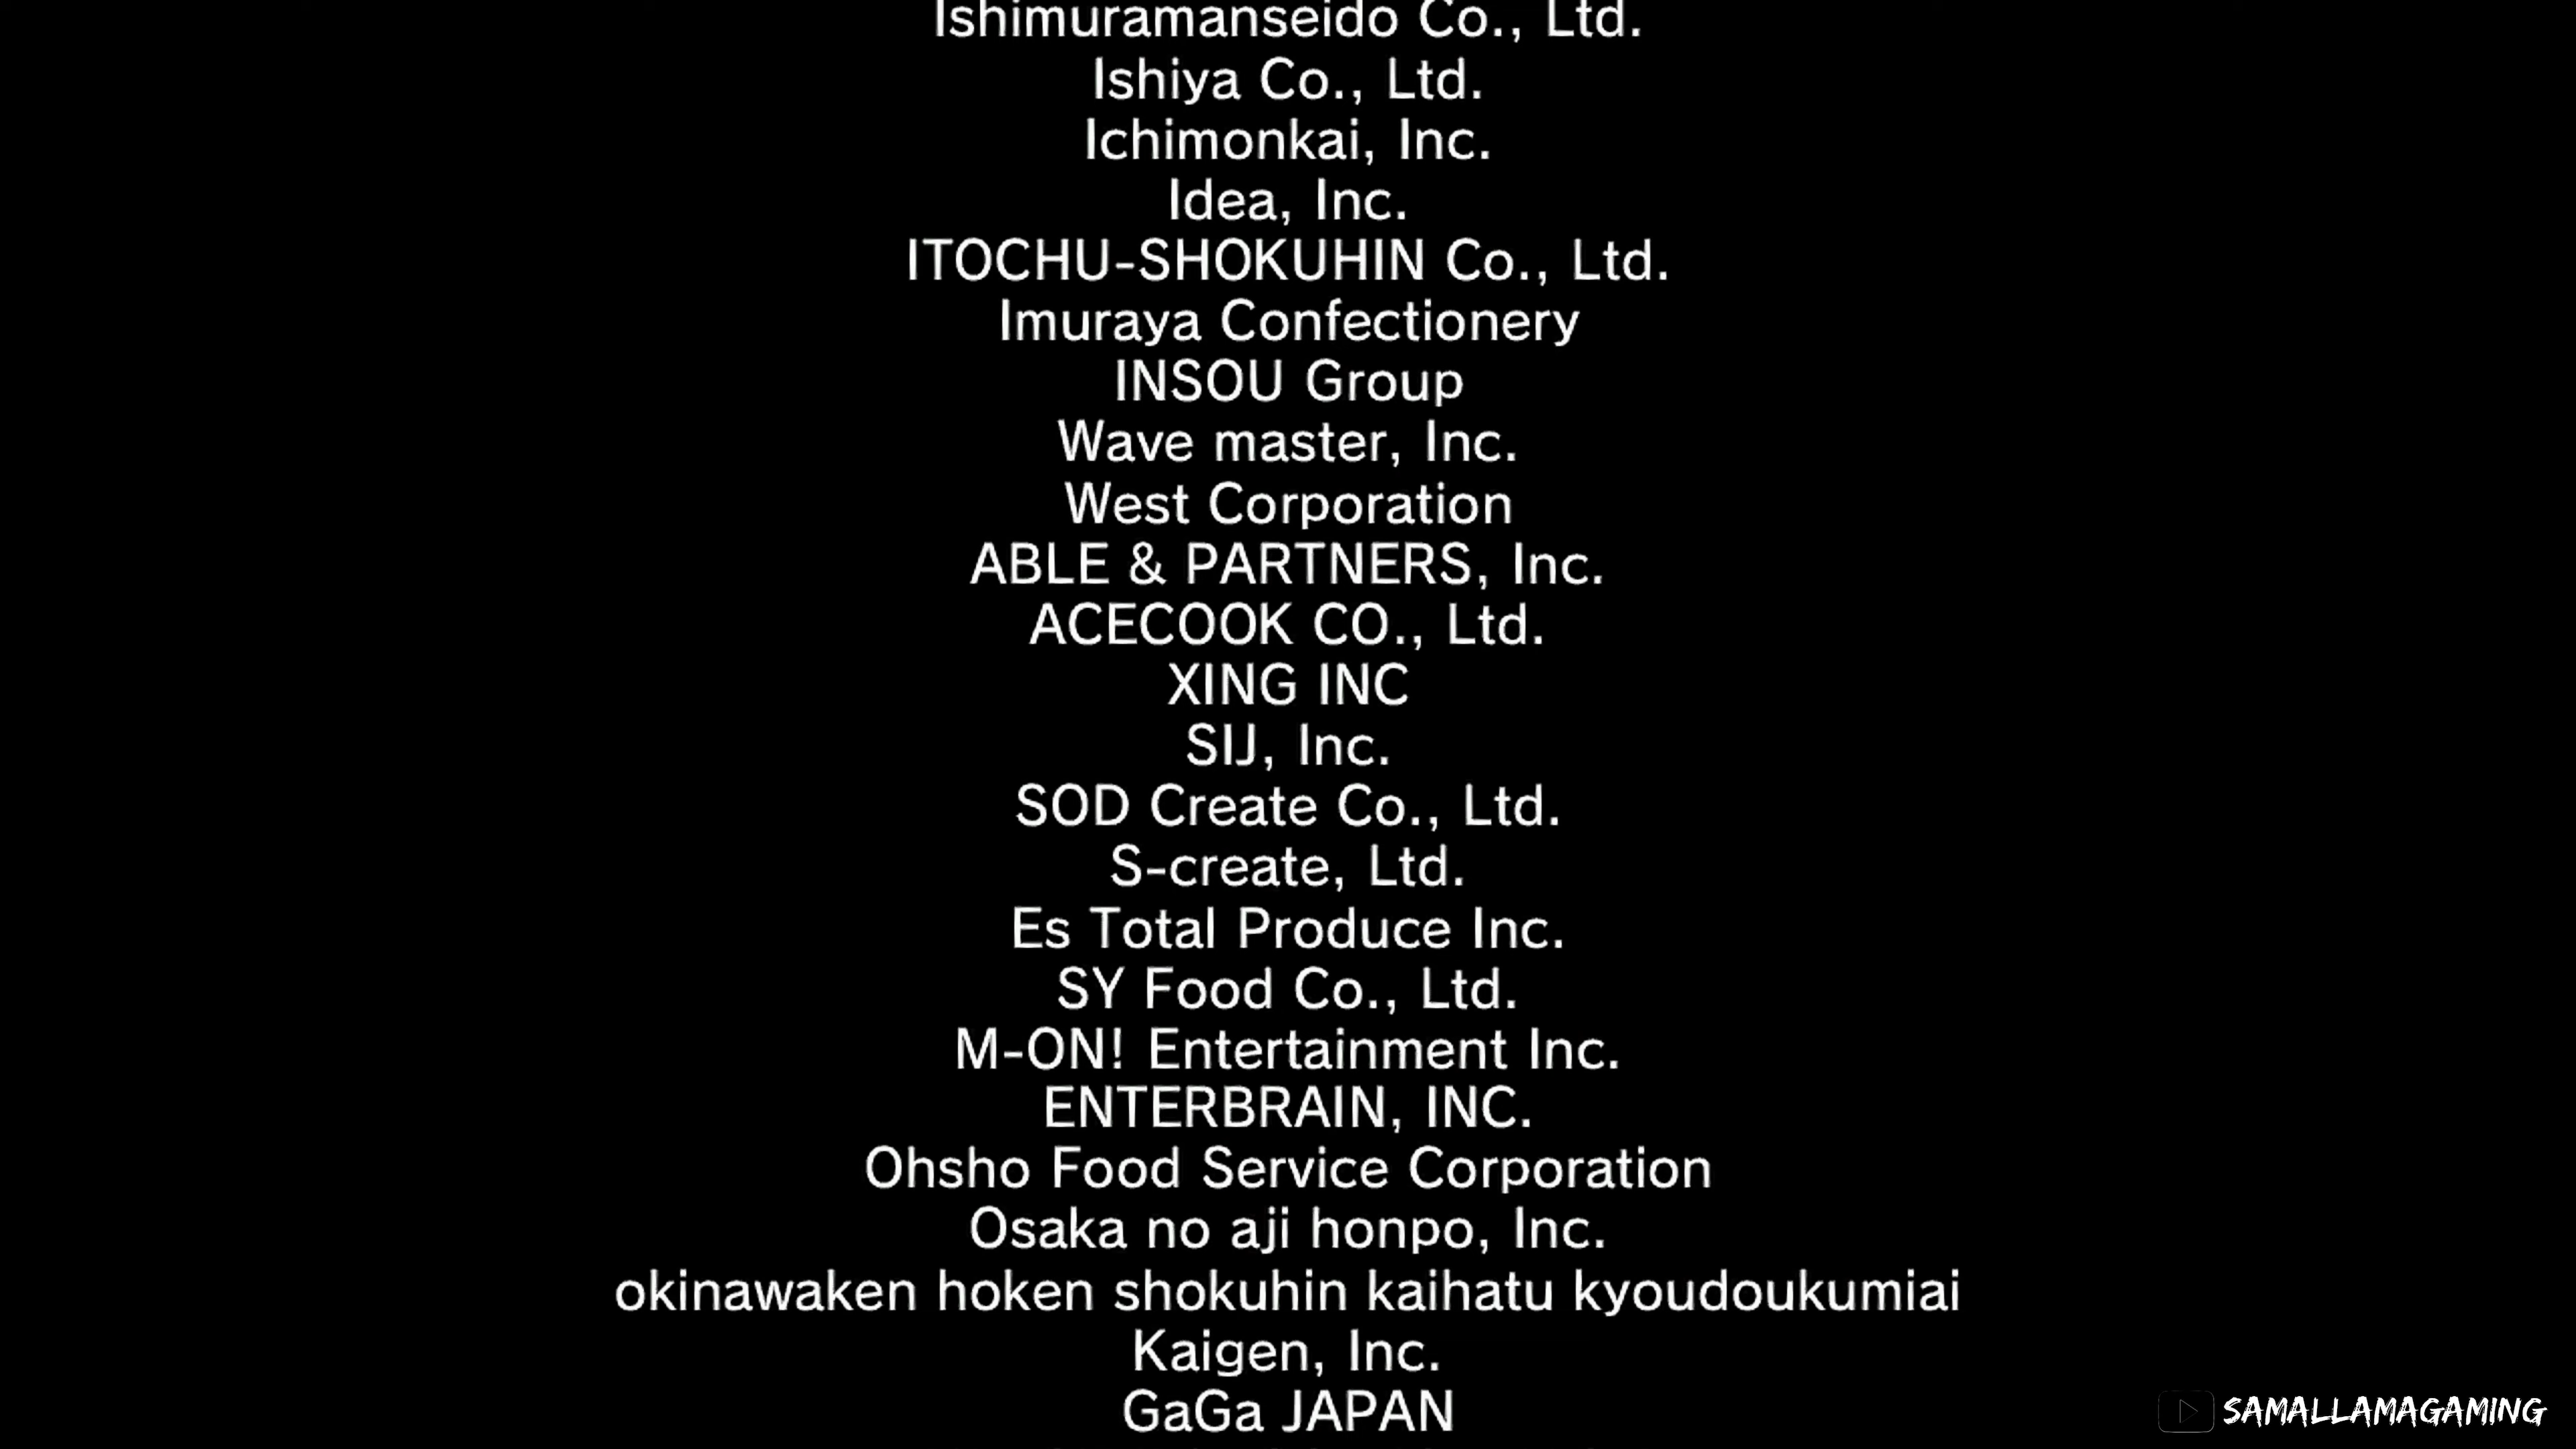 Ishimuramanseido Co., Ltd.
Ishiya Co., Ltd.
Ichimonkai, Inc.
Idea, Inc.
ITOCHU-SHOKUHIN Co., Ltd.
Imuraya Confectionery
INSOU Group
Wave master, Inc.
West Corporation
ABLE & PARTNERS, Inc.
ACECOOK CO., Ltd.
XING INC
SIJ, Inc.
SOD Create Co., Ltd.
S-create, Ltd.
Es Total Produce Inc.
SY Food Co., Ltd.
M-ON! Entertainment Inc.
ENTERBRAIN, INC.
Ohsho Food Service Corporation
Osaka no aji honpo, Inc.
okinawaken hoken shokuhin kaihatu kyoudoukumiai
Kaigen, Inc.
GaGa JAPAN
SAMALLAMAGAMING